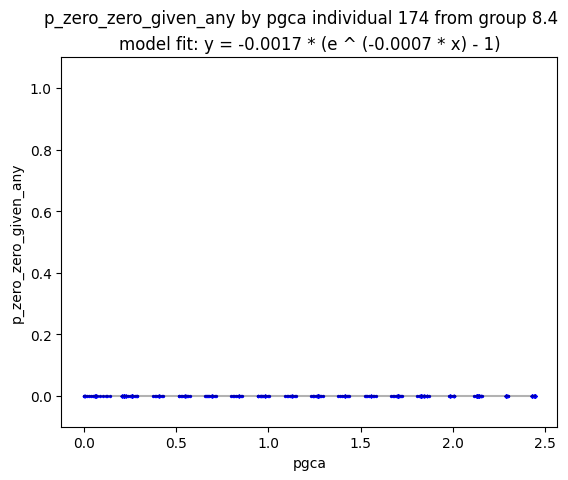 p_zero_zero_given_any by pgca individual 174 from group 8.4
model fit: y = -0.0017 * (e ^ (-0.0007 * x) - 1)
1.0
0.8
0.6
0.4
0.2
0.0
p_zero_zero_given_any
0.0 0.5 1.0 1.5 2.0 2.5
pgca